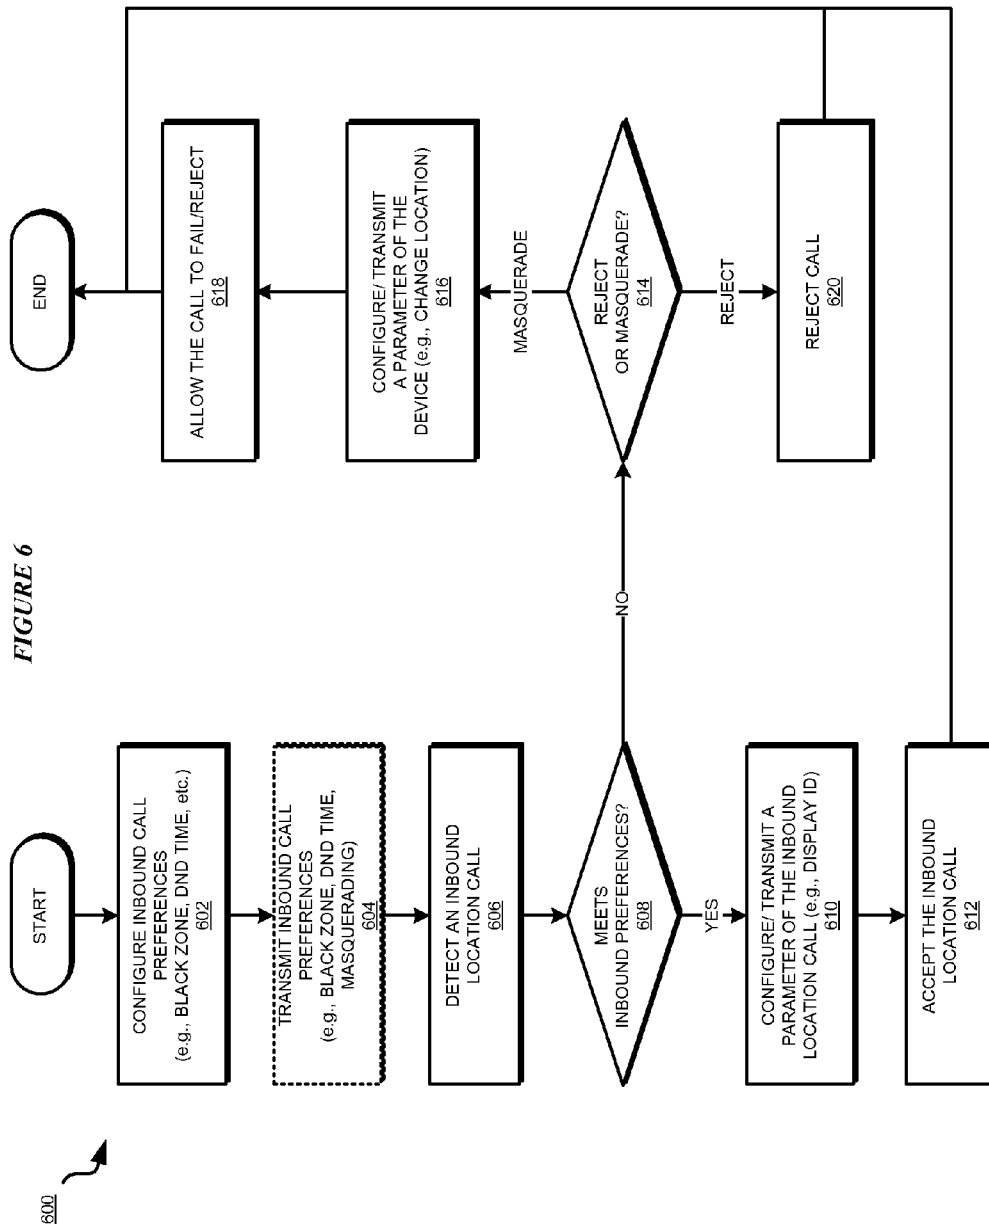 600
START
CONFIGURE INBOUND CALL
PREFERENCES
(e.g., BLACK ZONE, DND TIME, etc.)
602
TRANSMIT INBOUND CALL
PREFERENCES
(e.g., BLACK ZONE, DND TIME,
MASQUERADING)
604
DETECT AN INBOUND
LOCATION CALL
606
MEETS
INBOUND PREFERENCES?
608
YES
NO
CONFIGURE/ TRANSMIT A
PARAMETER OF THE INBOUND
LOCATION CALL (e.g., DISPLAY ID)
610
ACCEPT THE INBOUND
LOCATION CALL
612
FIGURE 6
END
ALLOW THE CALL TO FAIL/REJECT
618
CONFIGURE/ TRANSMIT
A PARAMETER OF THE
DEVICE (e.g., CHANGE LOCATION)
616
MASQUERADE
REJECT
OR MASQUERADE?
614
REJECT
REJECT CALL
620